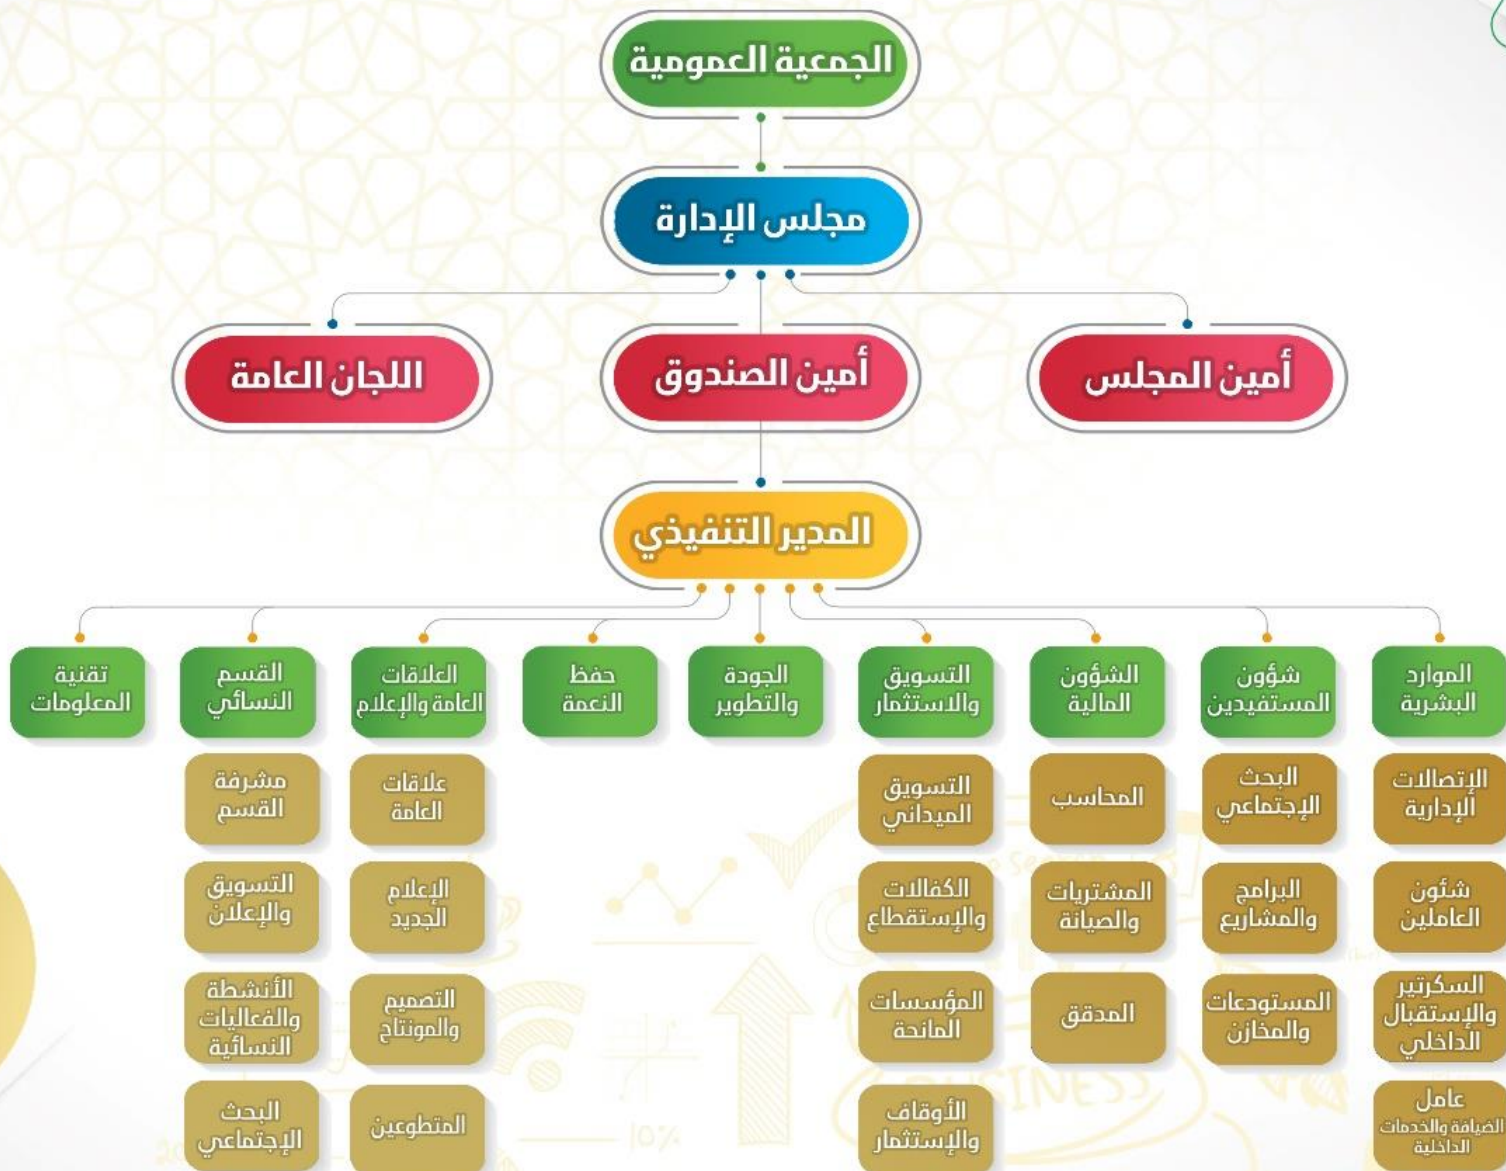 الجمعية العمومية
مجلس الإدارة
أمين المجلس
أمين الصندوق
اللجان العامة
المدير التنفيذي
الموارد
البشرية
شؤون
المستفيدين
الشؤون
المالية
التسويق
والاستثمار
الجودة
والتطوير
حفظ
النعمة
العلاقات
العامة والإعلام
القسم
النسائي
تقنية
المعلومات
الإتصالات
الإدارية
البحث
الإجتماعي
المحاسب
التسويق
الميداني
علاقات
العامة
مشرفة
القسم
شئون
العاملين
البرامج
والمشاريع
المشتريات
والصيانة
الكفالات
والإستقطاع
الإعلام
الجديد
التسويق
والإعلان
السكرتير
والإستقبال
الداخلي
المستودعات
والمخازن
المدقق
المؤسسات
المانحة
التصميم
والمونتاج
الأنشطة
والفعاليات
النسائية
عامل
الضيافة والخدمات
الداخلية
الأوقاف
والإستثمار
المتطوعين
البحث
الإجتماعي
BUSINESS
10%